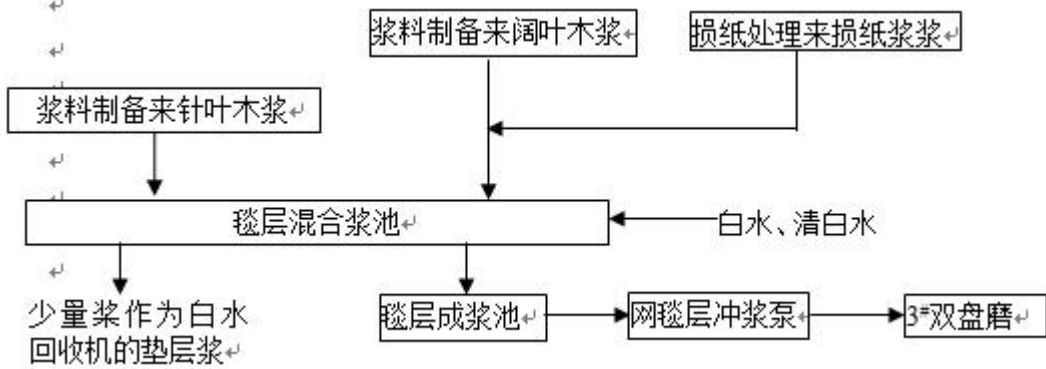 浆料制备来阔叶木浆
损纸处理来损纸浆浆
浆料制备来针叶木浆
毯层混合浆池
白水、清白水
少量桨作为白水
回收机的垫层浆
毯层成浆池
网毯层冲浆泵
3#双盘磨